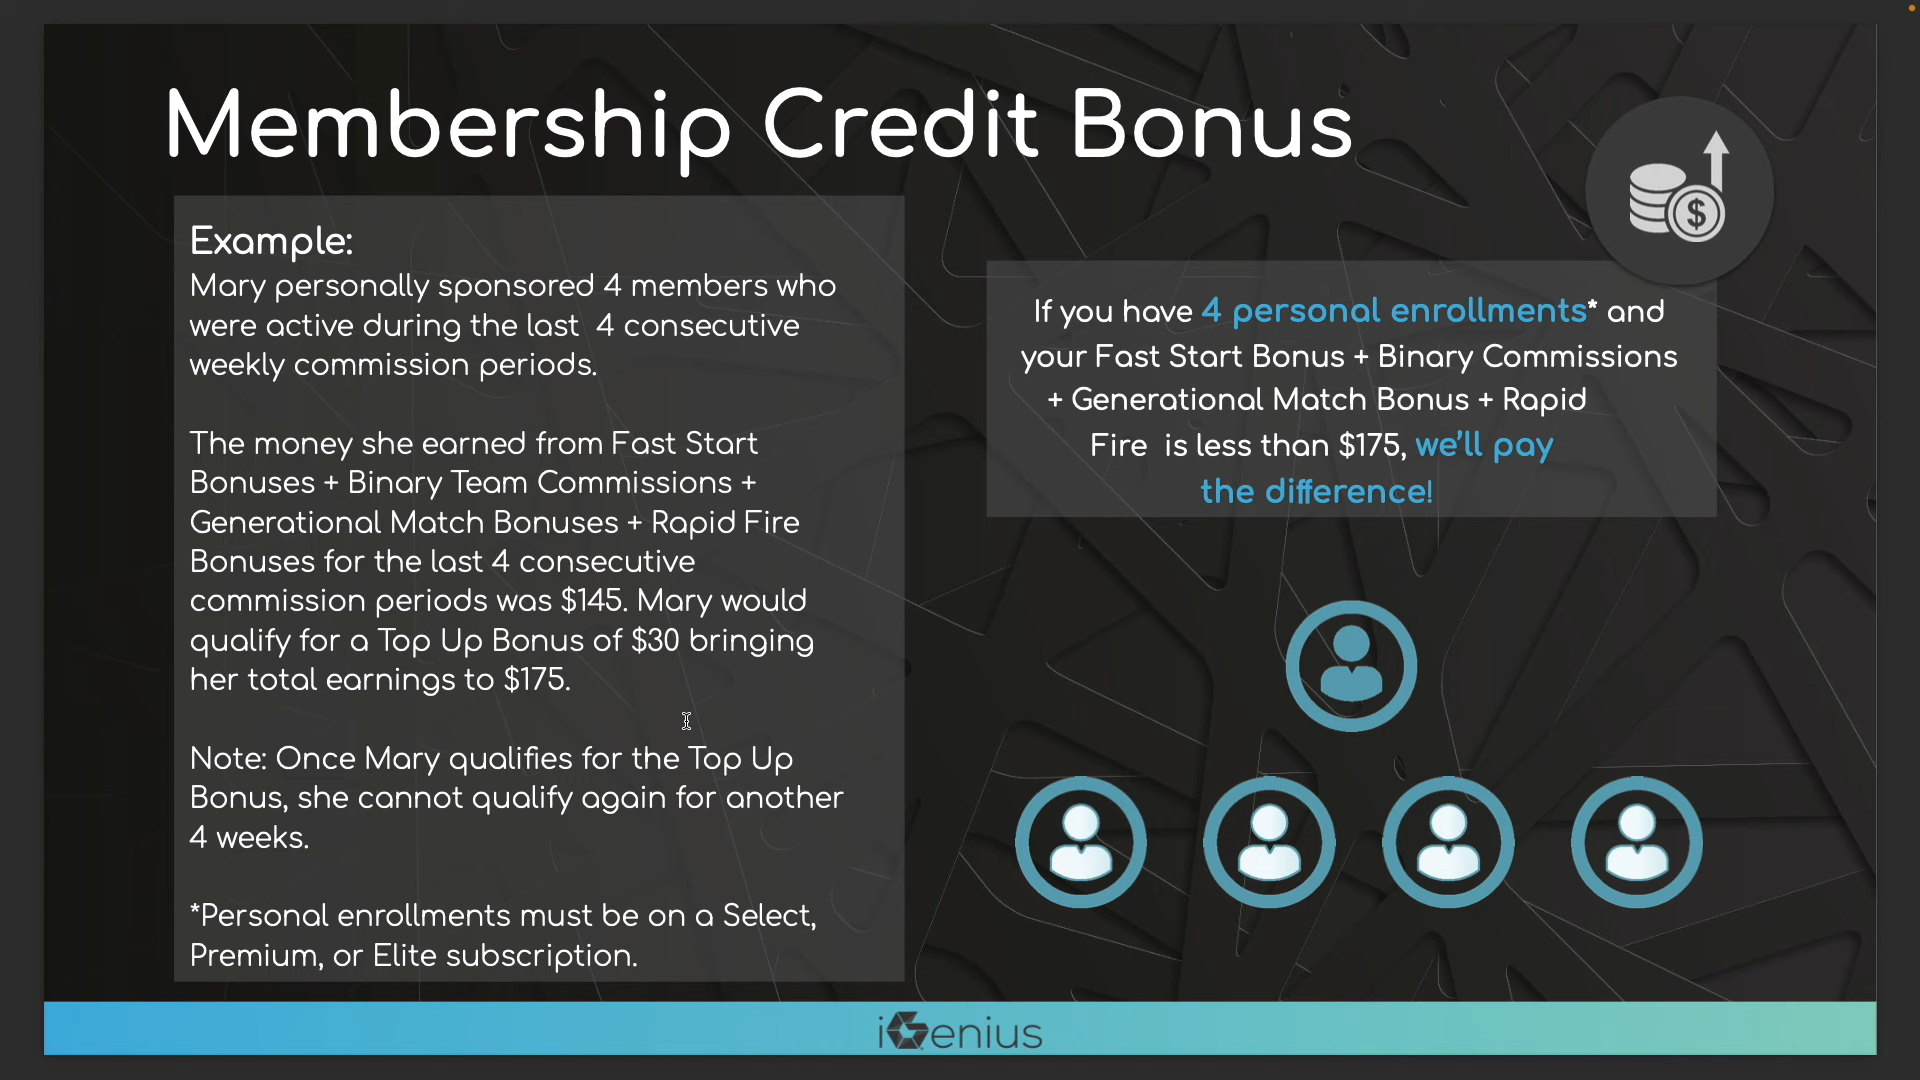 Membership Credit Bonus
Example:
Mary personally sponsored 4 members who
were active during the last  4 consecutive
weekly commission periods.
The money she earned from Fast Start
Bonuses + Binary Team Commissions +
Generational Match Bonuses + Rapid Fire
Bonuses for the last 4 consecutive
commission periods was $145. Mary would
qualify for a Top Up Bonus of $30 bringing
her total earnings to $175.
Note: Once Mary qualifies for the Top Up
Bonus, she cannot qualify again for another
4 weeks.
*Personal enrollments must be on a Select,
Premium, or Elite subscription.
$
If you have 4 personal enrollments* and
your Fast Start Bonus + Binary Commissions
+ Generational Match Bonus + Rapid
Fire  is less than $175, we’ll pay
the difference!
iGenius